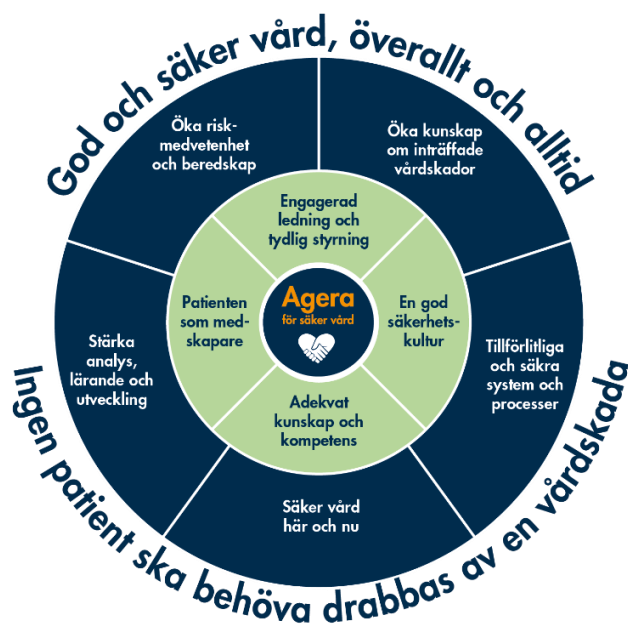 God och säker vård, överallt och alltid
Öka risk-
medvetenhet
och beredskap
Öka kunskap
om inträffade
vårdskador
Engagerad
ledning och
tydlig styrning
Patienten
som med-
skapare
Agera
för säker vård
En god
säkerhets-
kultur
Stärka
analys,
lärande och
utveckling
Tillförlitliga
och säkra
system och
processer
Adekvat
kunskap och
kompetens
Säker vård
här och nu
Ingen patient ska behöva drabbas av en vårdskada